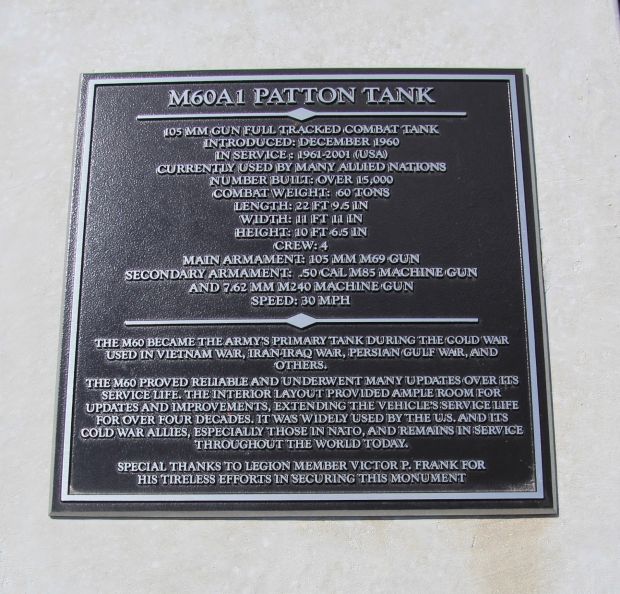 M60A1 PATTON TANK
105 MM GUN FULL TRACKED COMBAT TANK
INTRODUCED: DECEMBER 1960
IN SERVICE : 1961-2001 (USA)
CURRENTLY USED BY MANY ALLIED NATIONS
NUMBER BUILT: OVER 15,000
COMBAT WEIGHT: 60 TONS
LENGTH: 22 FT 9.5 IN
WIDTH: 11 FT 11 IN
HEIGHT: 10 FT 6.5 IN
CREW: 4
MAIN ARMAMENT: 105 MM M69 GUN
SECONDARY ARMAMENT: .50 CAL M85 MACHINE GUN
AND 7.62 MM M240 MACHINE GUN
SPEED: 30 MPH
THE M60 BECAME THE ARMY'S PRIMARY TANK DURING THE COLD WAR
USED IN VIETNAM WAR, IRAN-IRAQ WAR, PERSIAN GULF WAR, AND
OTHERS.
THE M60 PROVED RELIABLE AND UNDERWENT MANY UPDATES OVER ITS
SERVICE LIFE. THE INTERIOR LAYOUT PROVIDED AMPLE ROOM FOR
UPDATES AND IMPROVEMENTS, EXTENDING THE VEHICLE'S SERVICE LIFE
FOR OVER FOUR DECADES. IT WAS WIDELY USED BY THE U.S. AND ITS
COLD WAR ALLIES, ESPECIALLY THOSE IN NATO, AND REMAINS IN SERVICE
THROUGHOUT THE WORLD TODAY.
SPECIAL THANKS TO LEGION MEMBER VICTOR P. FRANK FOR
HIS TIRELESS EFFORTS IN SECURING THIS MONUMENT